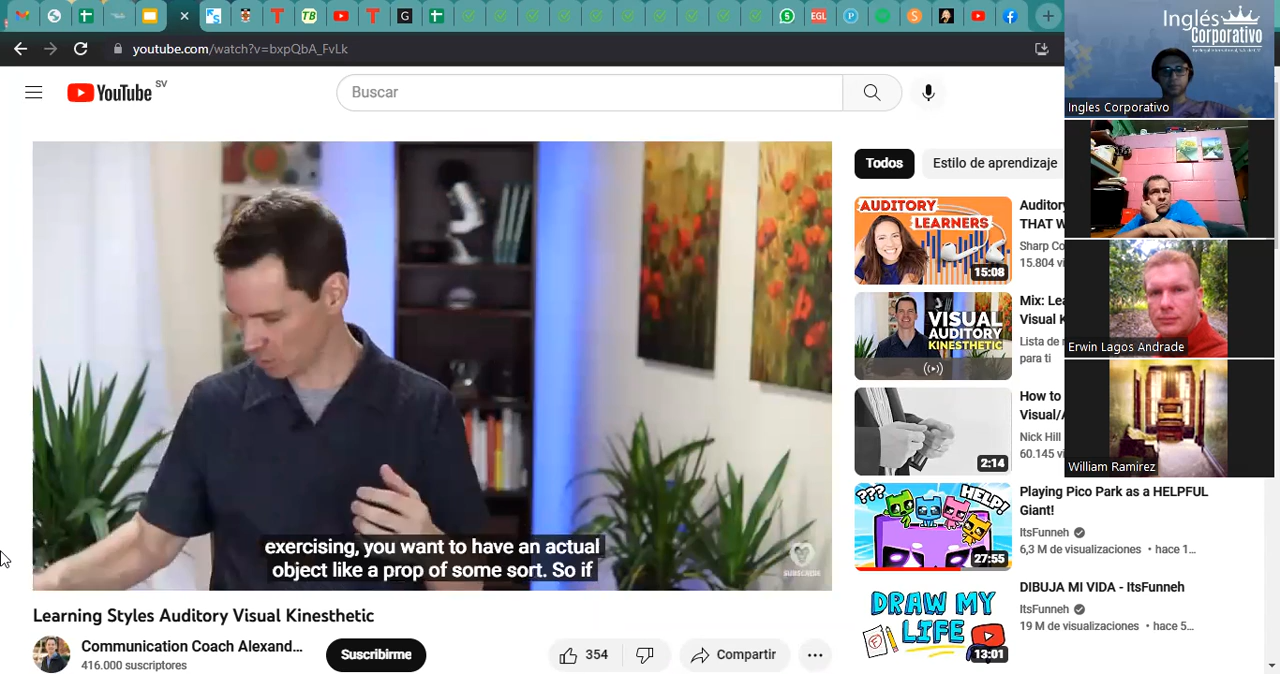 youtube.com/watch?v=bxpQbA_FvLk
YouTube SV
Buscar
exercising, you want to have an actual
object like a prop of some sort. So if
SUBSCRIBE
Learning Styles Auditory Visual Kinesthetic
Communication Coach Alexand...
416.000 suscriptores
Suscribirme
354
Compartir
Todos
Estilo de aprendizaje
AUDITORY
LEARNERS
15:08
Auditory
THAT W
Sharp Co
15.804 vi
VISUAL
AUDITORY
KINESTHETIC
Mix: Lea
Visual K
Lista de r
para ti
2:14
How to
Visual/A
Nick Hill
60.145 vi
???
HELP!
27:55
Playing Pico Park as a HELPFUL
Giant!
ItsFunneh
6,3 M de visualizaciones • hace 1...
DRAW MY
LIFE
13:01
DIBUJA MI VIDA - ItsFunneh
ItsFunneh
19 M de visualizaciones • hace 5...
Inglés
Corporativo
Ingles Corporativo
Erwin Lagos Andrade
William Ramirez